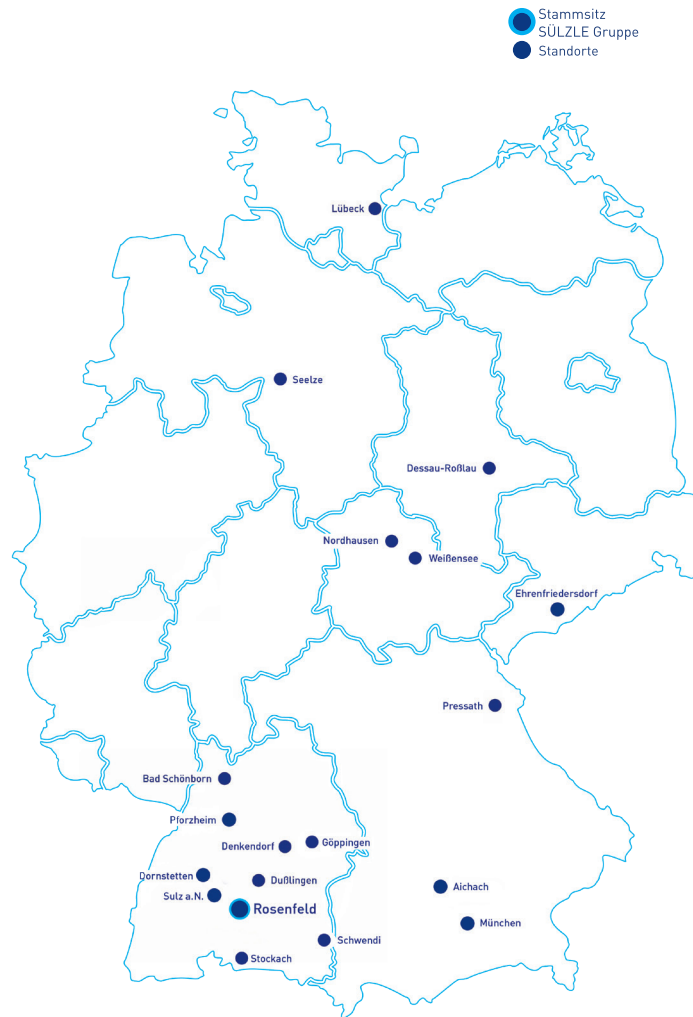 Stammsitz
SÜLZLE Gruppe
Standorte
Lübeck
Seelze
Dessau-Roßlau
Nordhausen
Weißensee
Ehrenfriedersdorf
Pressath
Bad Schönborn
Pforzheim
Denkendorf
Göppingen
Dornstetten
Dußlingen
Aichach
Sulz a.N.
Rosenfeld
München
Schwendi
Stockach